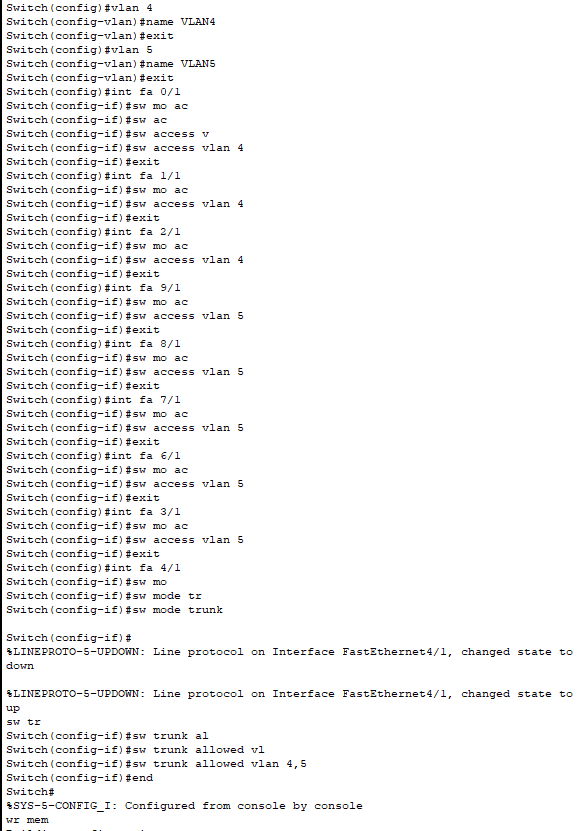 Switch(config)#vlan 4
Switch(config-vlan)#name VLAN4
Switch(config-vlan)#exit
Switch(config)#vlan 5
Switch(config-vlan)#name VLAN5
Switch(config-vlan)#exit
Switch(config)#int fa 0/1
Switch(config-if)#sw mo ac
Switch(config-if)#sw ac
Switch(config-if)#sw access v
Switch(config-if)#sw access vlan 4
Switch(config-if)#exit
Switch(config)#int fa 1/1
Switch(config-if)#sw mo ac
Switch(config-if)#sw access vlan 4
Switch(config-if)#exit
Switch(config)#int fa 2/1
Switch(config-if)#sw mo ac
Switch(config-if)#sw access vlan 4
Switch(config-if)#exit
Switch(config)#int fa 9/1
Switch(config-if)#sw mo ac
Switch(config-if)#sw access vlan 5
Switch(config-if)#exit
Switch(config)#int fa 8/1
Switch(config-if)#sw mo ac
Switch(config-if)#sw access vlan 5
Switch(config-if)#exit
Switch(config)#int fa 7/1
Switch(config-if)#sw mo ac
Switch(config-if)#sw access vlan 5
Switch(config-if)#exit
Switch(config)#int fa 6/1
Switch(config-if)#sw mo ac
Switch(config-if)#sw access vlan 5
Switch(config-if)#exit
Switch(config)#int fa 3/1
Switch(config-if)#sw mo ac
Switch(config-if)#sw access vlan 5
Switch(config-if)#exit
Switch(config)#int fa 4/1
Switch(config-if)#sw mo
Switch(config-if)#sw mode tr
Switch(config-if)#sw mode trunk
Switch(config-if)#
%LINEPROTO-5-UPDOWN: Line protocol on Interface FastEthernet4/1, changed state to
down
%LINEPROTO-5-UPDOWN: Line protocol on Interface FastEthernet4/1, changed state to
up
sw tr
Switch(config-if)#sw trunk al
Switch(config-if)#sw trunk allowed vl
Switch(config-if)#sw trunk allowed vlan 4,5
Switch(config-if)#end
Switch#
%SYS-5-CONFIG_I: Configured from console by console
wr mem